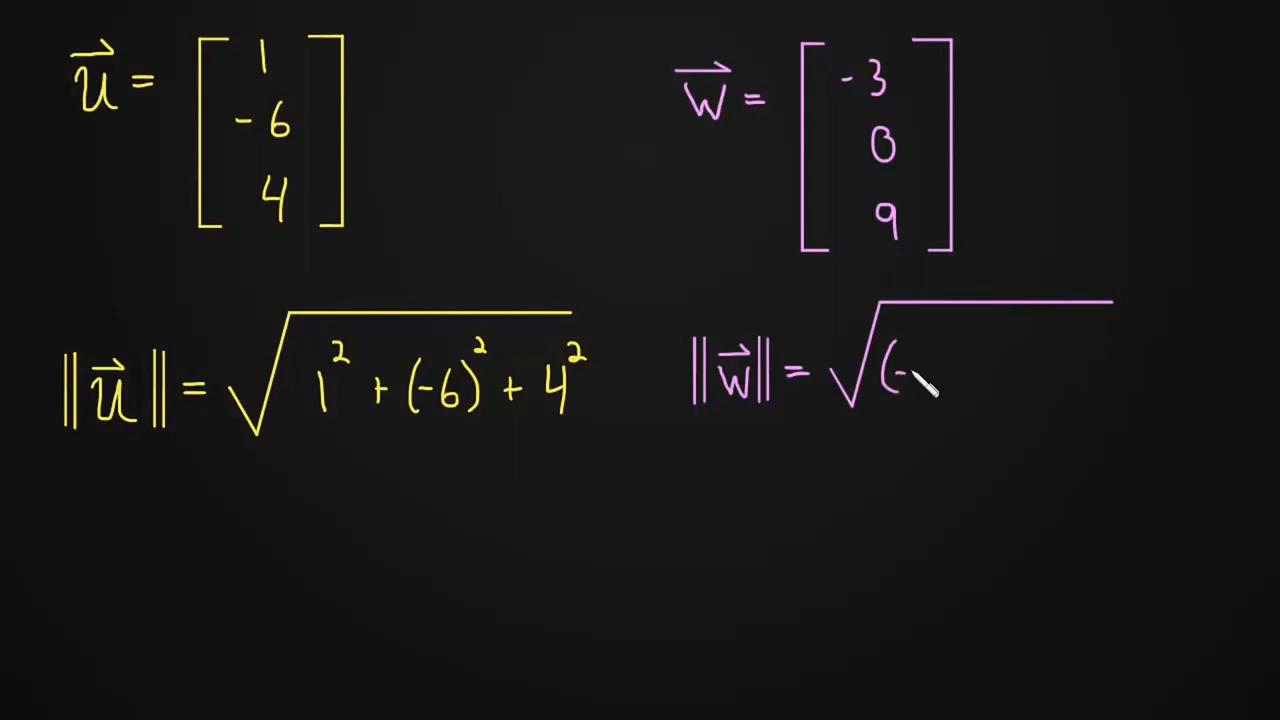 u⃗ = [ 1
- 6
4 ]
w⃗ = [ - 3
0
9 ]
‖u⃗‖ = √ 1² + (-6)² + 4²
‖w⃗‖ = √ (-